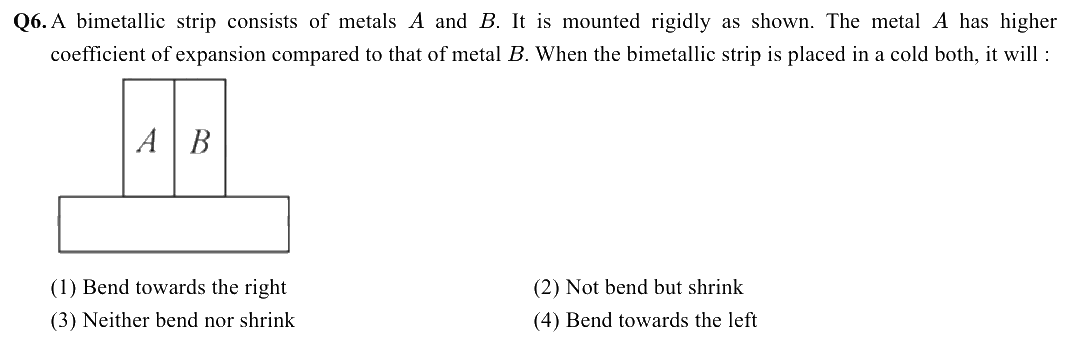 Q6. A bimetallic strip consists of metals A and B. It is mounted rigidly as shown. The metal A has higher
coefficient of expansion compared to that of metal B. When the bimetallic strip is placed in a cold both, it will :
A B
(1) Bend towards the right (2) Not bend but shrink
(3) Neither bend nor shrink (4) Bend towards the left